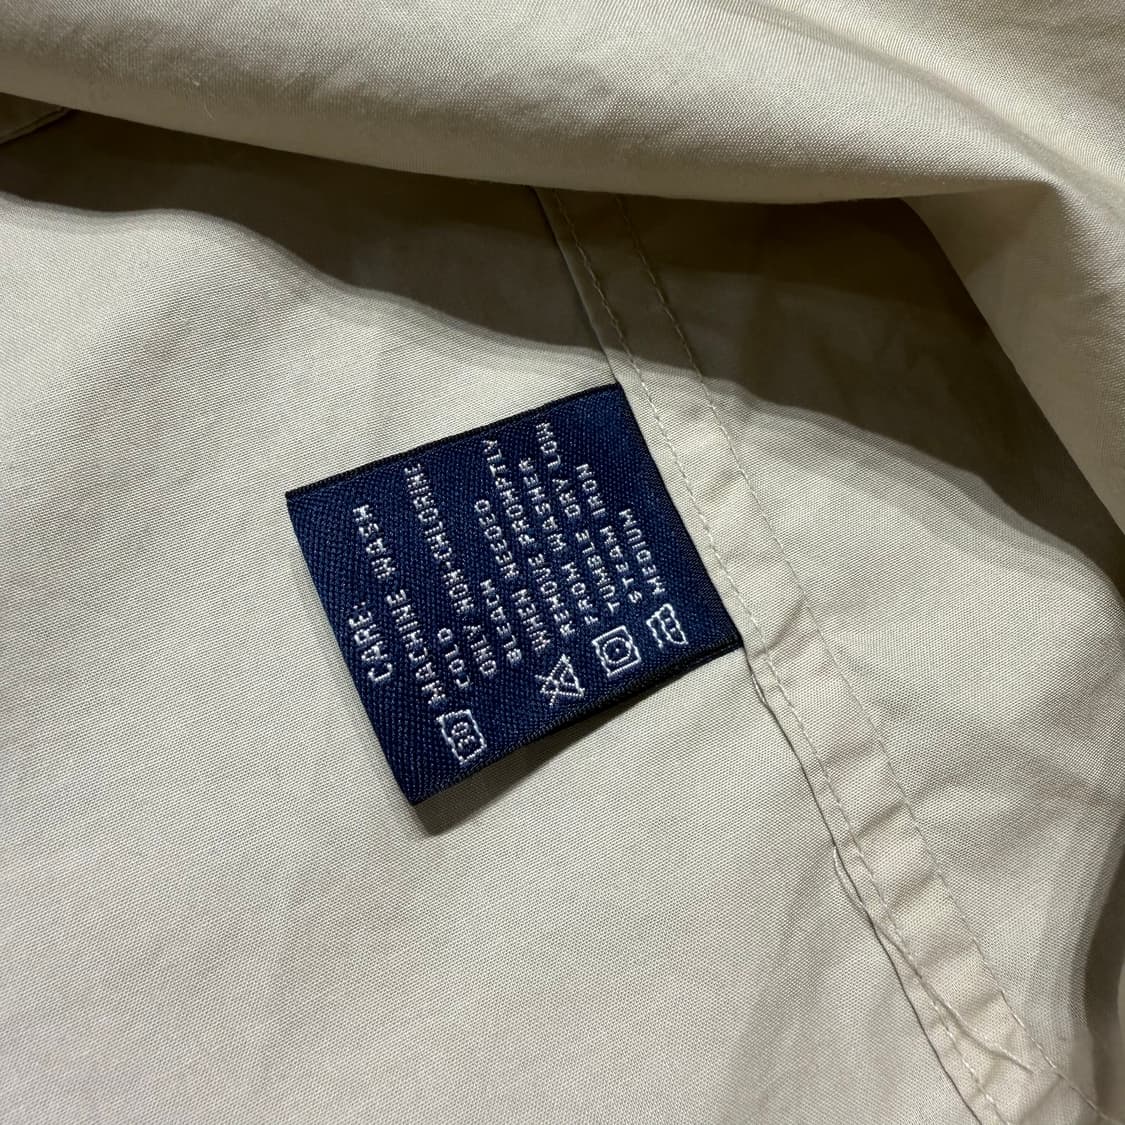 CARE:
MACHINE WASH
COLD
ONLY NON-CHLORINE
BLEACH NEEDED
WHEN NEEDED
REMOVE PROMPTLY
FROM WASHER
TUMBLE DRY LOW
STEAM IRON
MEDIUM
30